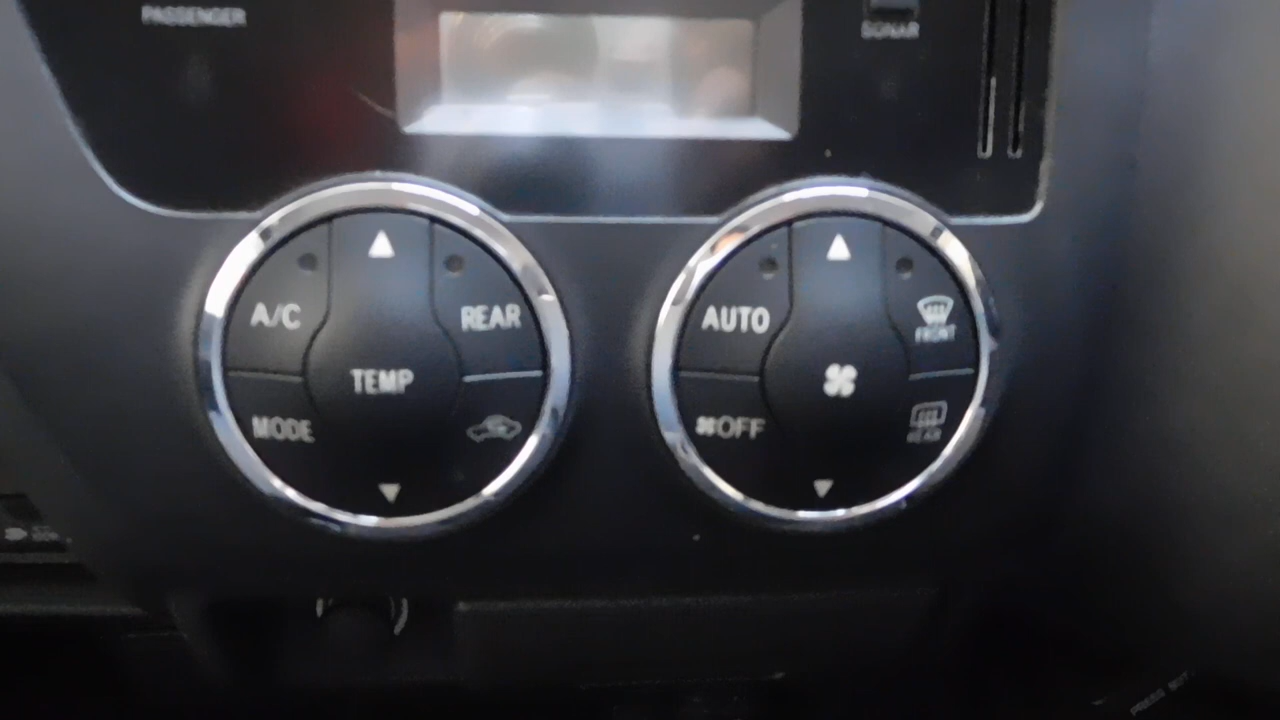 PASSENGER
SONAR
A/C
REAR
AUTO
FRONT
TEMP
MODE
OFF
REAR